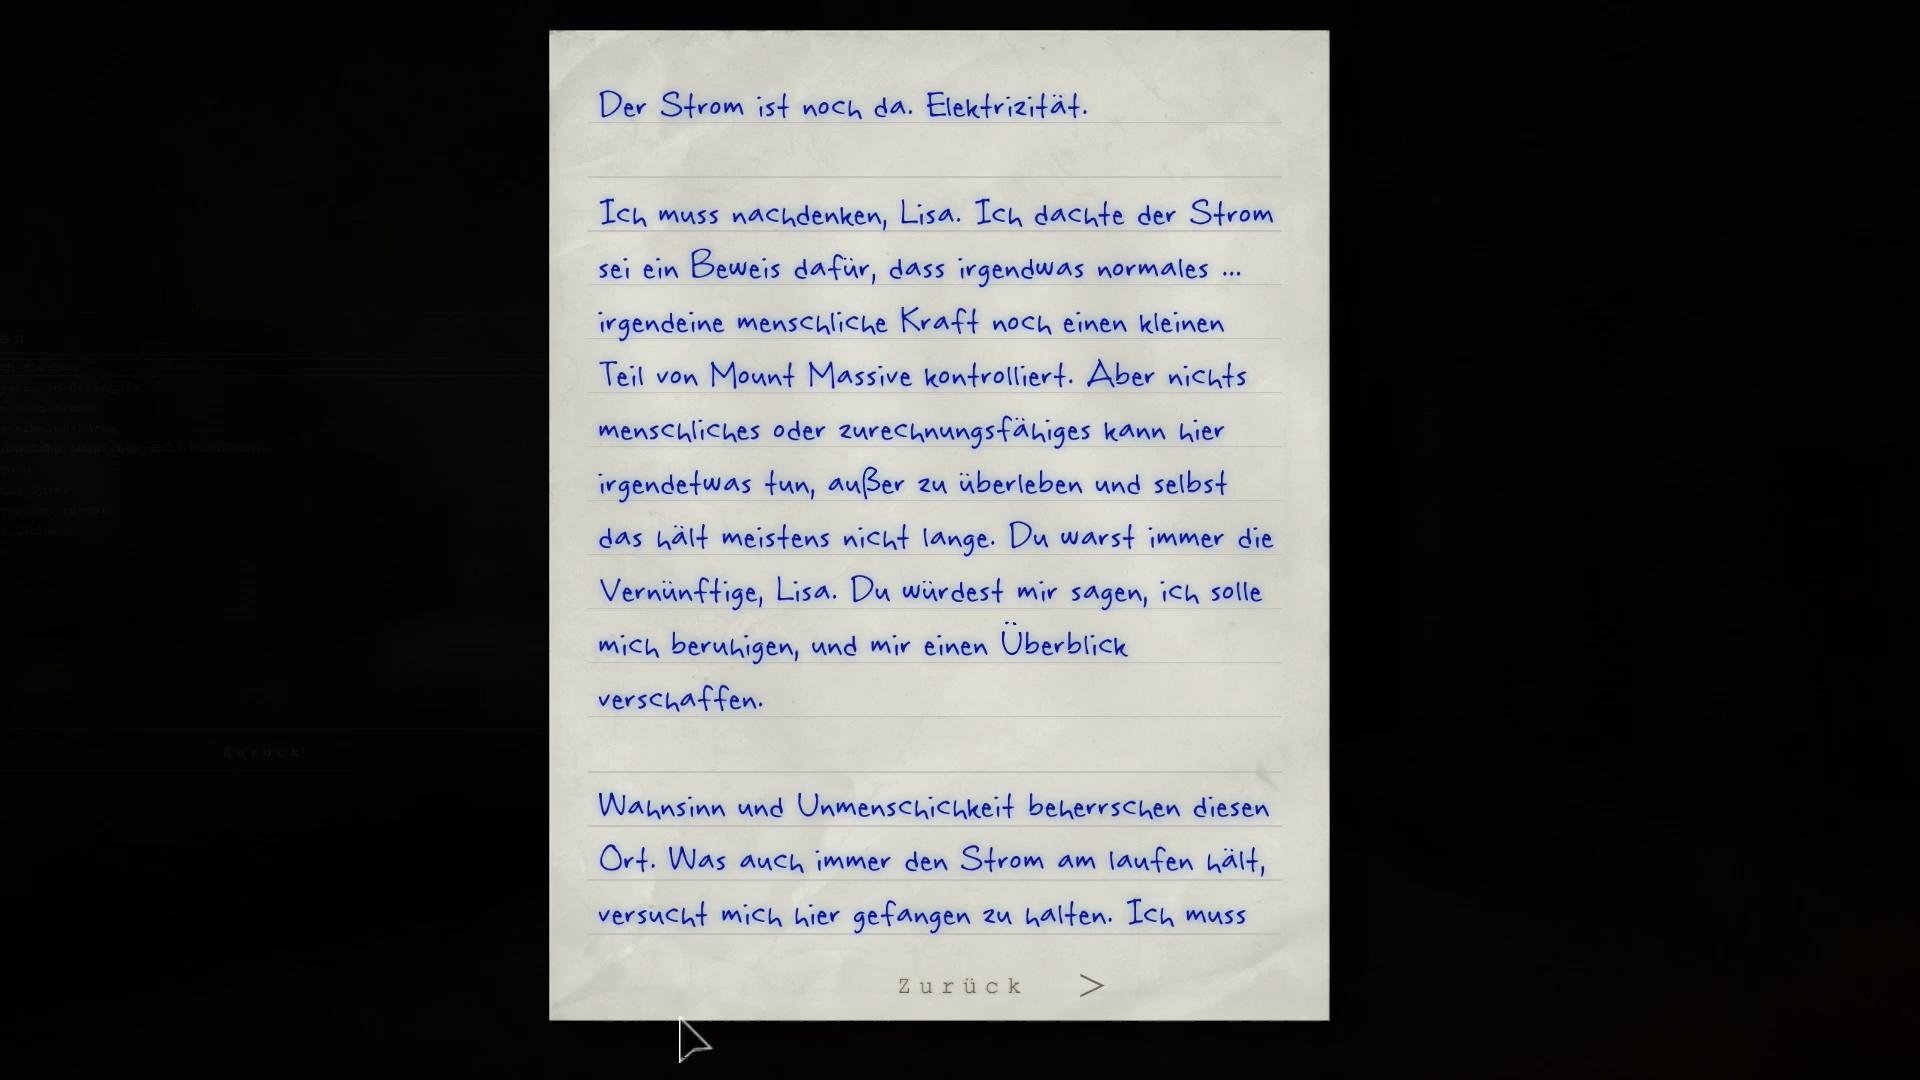 Der Strom ist noch da. Elektrizität.
Ich muss nachdenken, Lisa. Ich dachte der Strom
sei ein Beweis dafür, dass irgendwas normales ...
irgendeine menschliche Kraft noch einen kleinen
Teil von Mount Massive kontrolliert. Aber nichts
menschliches oder zurechnungsfähiges kann hier
irgendetwas tun, außer zu überleben und selbst
das hält meistens nicht lange. Du warst immer die
Vernünftige, Lisa. Du würdest mir sagen, ich solle
mich beruhigen, und mir einen Überblick
verschaffen.
Wahnsinn und Unmenschichkeit beherrschen diesen
Ort. Was auch immer den Strom am laufen hält,
versucht mich hier gefangen zu halten. Ich muss
Zurück >
Zurück